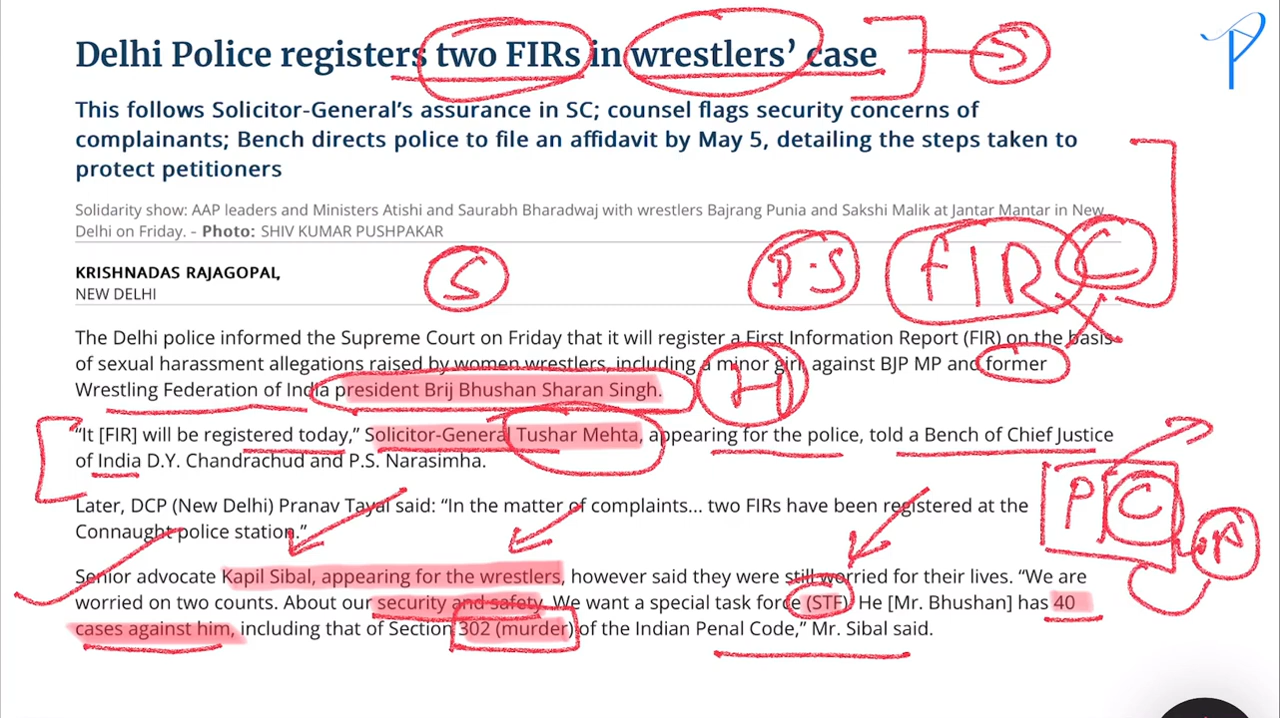 Delhi Police registers two FIRs in wrestlers’ case
S
P
This follows Solicitor-General’s assurance in SC; counsel flags security concerns of
complainants; Bench directs police to file an affidavit by May 5, detailing the steps taken to
protect petitioners
Solidarity show: AAP leaders and Ministers Atishi and Saurabh Bharadwaj with wrestlers Bajrang Punia and Sakshi Malik at Jantar Mantar in New
Delhi on Friday. - Photo: SHIV KUMAR PUSHPAKAR
KRISHNADAS RAJAGOPAL,
NEW DELHI
S
P.S
FIR
C
The Delhi police informed the Supreme Court on Friday that it will register a First Information Report (FIR) on the basis
of sexual harassment allegations raised by women wrestlers, including a minor girl, against BJP MP and former
Wrestling Federation of India president Brij Bhushan Sharan Singh.
H
“It [FIR] will be registered today,” Solicitor-General Tushar Mehta, appearing for the police, told a Bench of Chief Justice
of India D.Y. Chandrachud and P.S. Narasimha.
Later, DCP (New Delhi) Pranav Tayal said: “In the matter of complaints... two FIRs have been registered at the
Connaught police station.”
PC
Senior advocate Kapil Sibal, appearing for the wrestlers, however said they were still worried for their lives. “We are
worried on two counts. About our security and safety. We want a special task force (STF). He [Mr. Bhushan] has 40
cases against him, including that of Section 302 (murder) of the Indian Penal Code,” Mr. Sibal said.